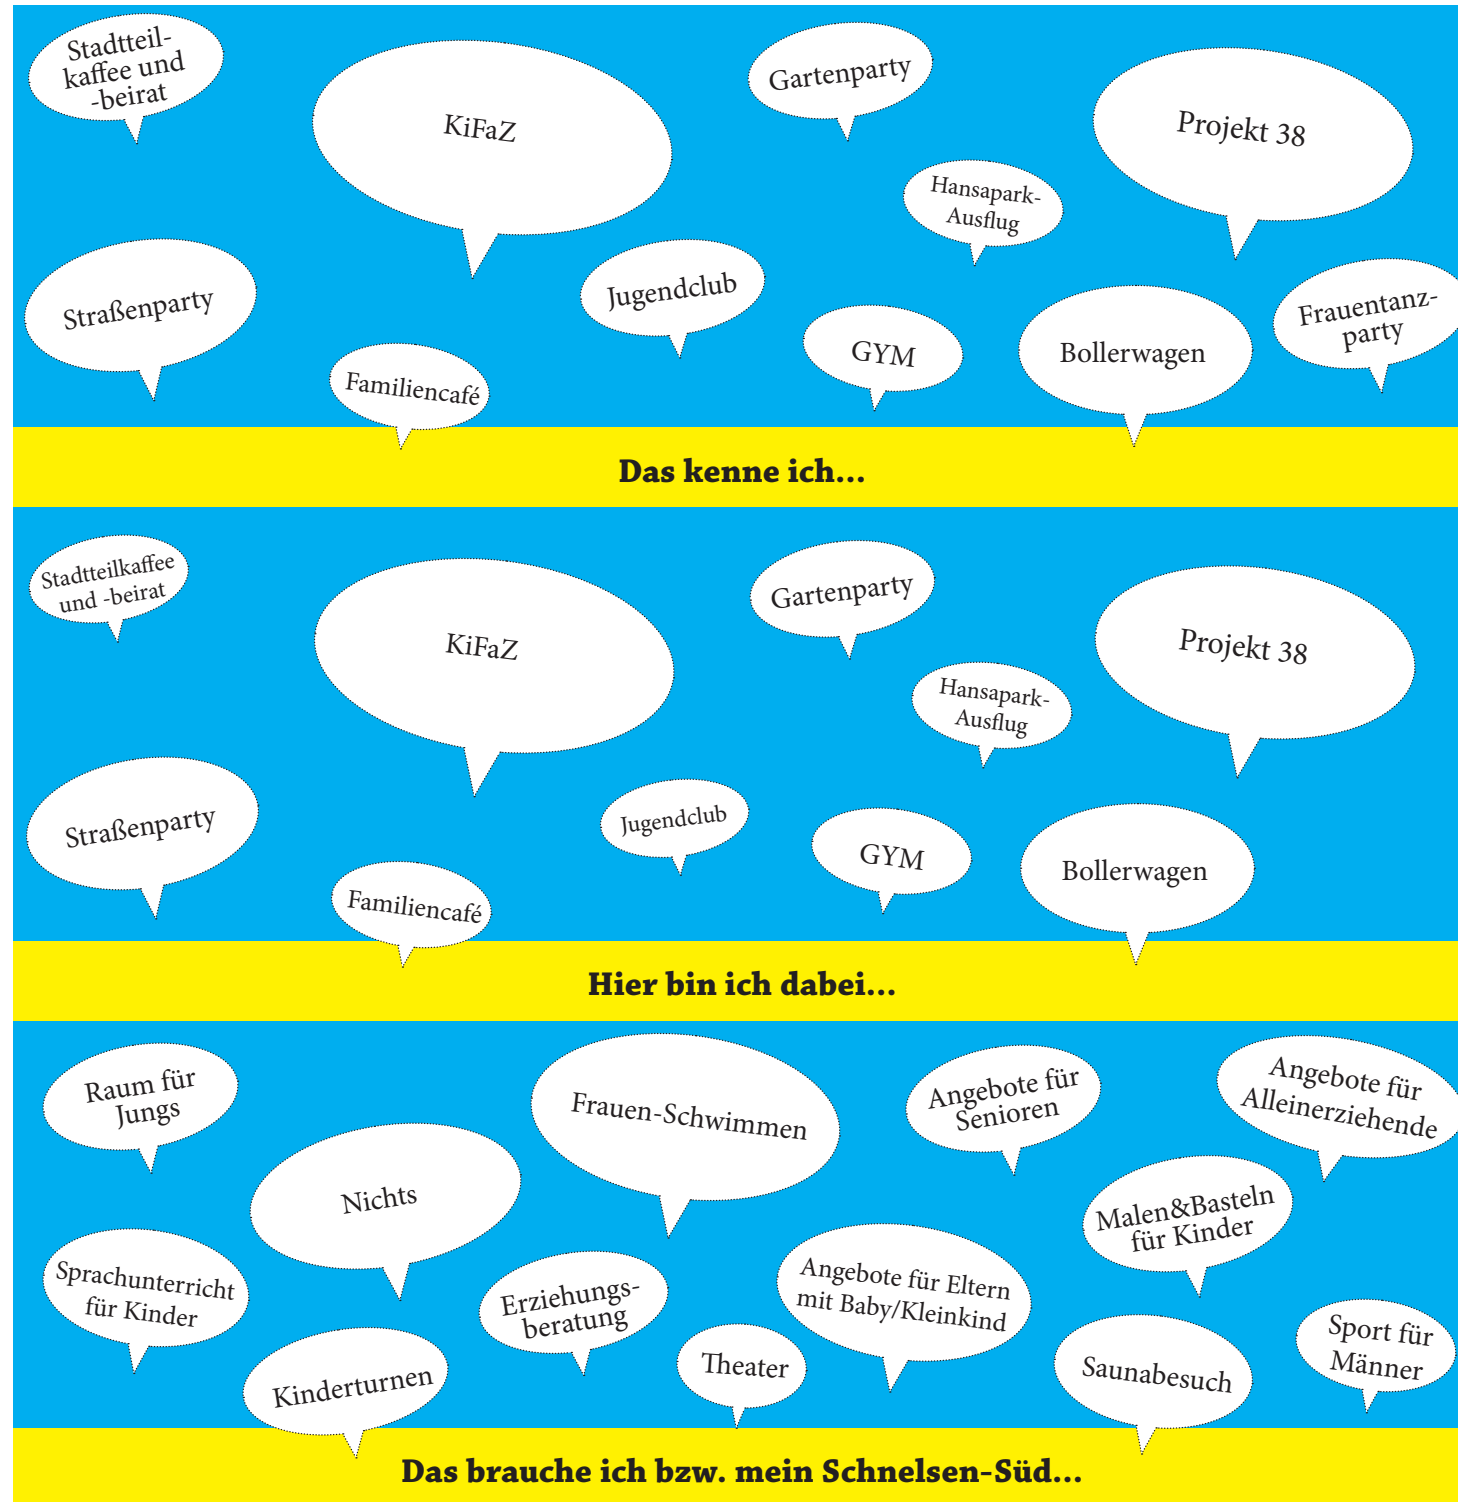 Stadtteil-
kaffee und
-beirat
KiFaZ
Gartenparty
Projekt 38
Hansapark-
Ausflug
Straßenparty
Jugendclub
Frauentanz-
party
GYM
Bollerwagen
Familiencafé
Das kenne ich...
Stadtteilkaffee
und -beirat
KiFaZ
Gartenparty
Projekt 38
Hansapark-
Ausflug
Straßenparty
Jugendclub
GYM
Bollerwagen
Familiencafé
Hier bin ich dabei...
Raum für
Jungs
Frauen-Schwimmen
Angebote für
Senioren
Angebote für
Alleinerziehende
Nichts
Malen&Basteln
für Kinder
Sprachunterricht
für Kinder
Erziehungs-
beratung
Angebote für Eltern
mit Baby/Kleinkind
Sport für
Männer
Kinderturnen
Theater
Saunabesuch
Das brauche ich bzw. mein Schnelsen-Süd...